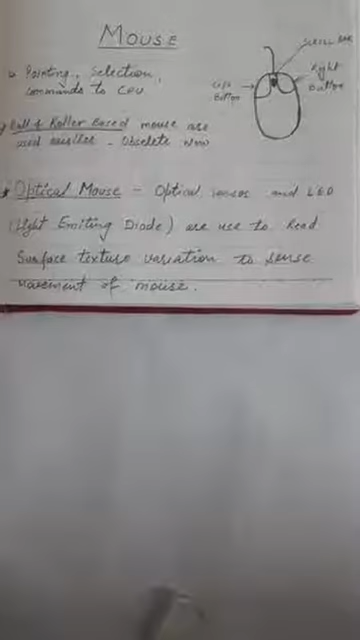 Mouse
Scroll Bar
Right Button
Left Button
Pointing, Selection,
commands to CPU
Ball & Roller Based mouse are
used earlier - Obselete now
* Optical Mouse - Optical sensor and LED
(Light Emiting Diode) are use to Read
Surface texture variation to sense
movement of mouse.